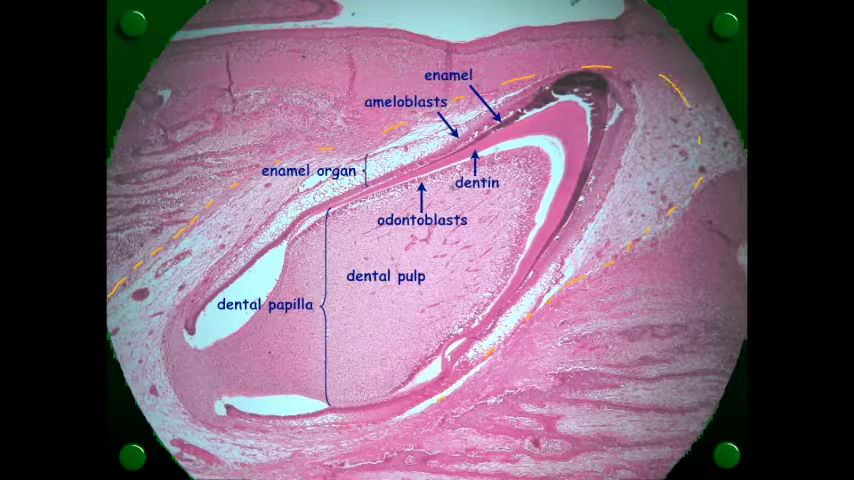 enamel
ameloblasts
enamel organ
dentin
odontoblasts
dental pulp
dental papilla